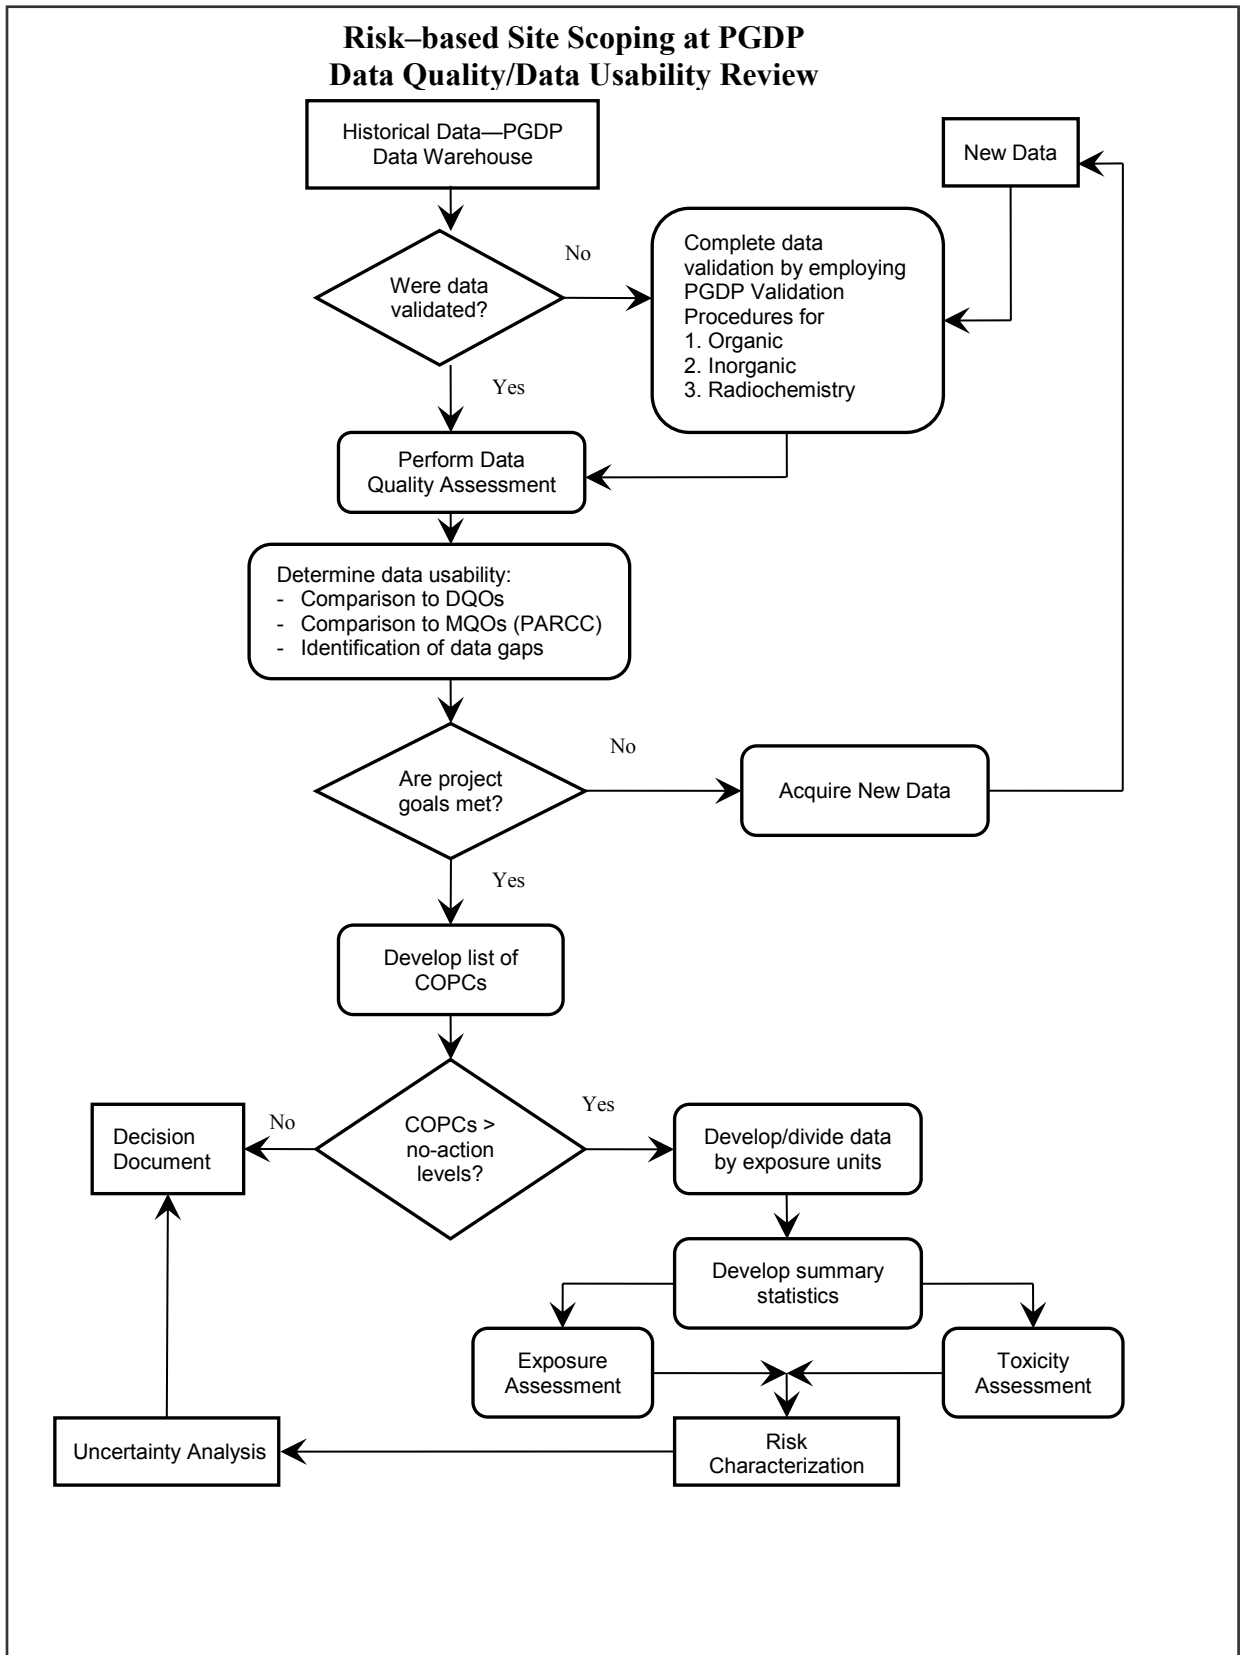 Risk–based Site Scoping at PGDP
Data Quality/Data Usability Review
Historical Data—PGDP
Data Warehouse
New Data
Were data
validated?
No
Complete data
validation by employing
PGDP Validation
Procedures for
1. Organic
2. Inorganic
3. Radiochemistry
Yes
Perform Data
Quality Assessment
Determine data usability:
- Comparison to DQOs
- Comparison to MQOs (PARCC)
- Identification of data gaps
Are project
goals met?
No
Acquire New Data
Yes
Develop list of
COPCs
COPCs >
no-action
levels?
No
Decision
Document
Yes
Develop/divide data
by exposure units
Develop summary
statistics
Exposure
Assessment
Toxicity
Assessment
Risk
Characterization
Uncertainty Analysis